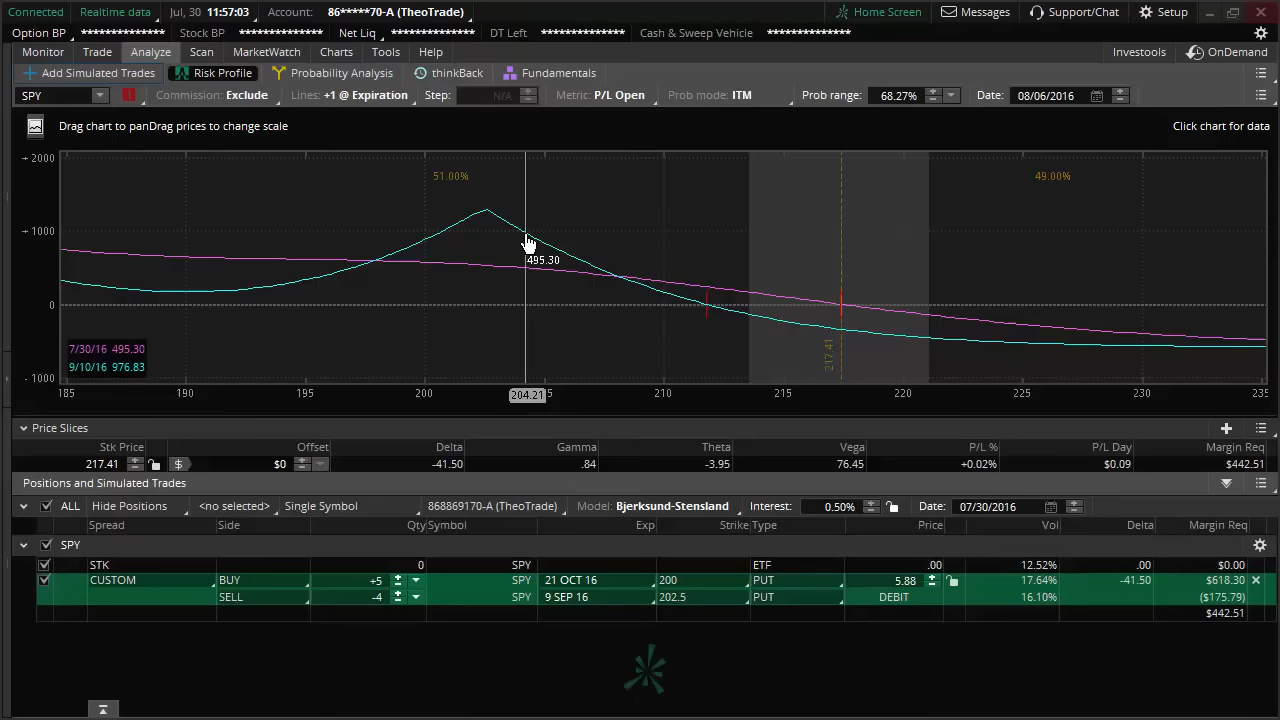 Connected Realtime data Jul, 30 11:57:03 Account: 86*****70-A (TheoTrade) Home Screen Messages Support/Chat Setup
Option BP ************** Stock BP ************** Net Liq ************** DT Left ************** Cash & Sweep Vehicle **************
Monitor Trade Analyze Scan MarketWatch Charts Tools Help Investools OnDemand
Add Simulated Trades Risk Profile Probability Analysis thinkBack Fundamentals
SPY Commission: Exclude Lines: +1 @ Expiration Step: N/A Metric: P/L Open Prob mode: ITM Prob range: 68.27% Date: 08/06/2016
Drag chart to panDrag prices to change scale Click chart for data
2000
51.00% 49.00%
1000
495.30
0
217.41
7/30/16 495.30
9/10/16 976.83
-1000
185 190 195 200 204.21 210 215 220 225 230 235
Price Slices
Stk Price Offset Delta Gamma Theta Vega P/L % P/L Day Margin Req
217.41 $ $0 -41.50 .84 -3.95 76.45 +0.02% $0.09 $442.51
Positions and Simulated Trades
ALL Hide Positions <no selected> Single Symbol 868869170-A (TheoTrade) Model: Bjerksund-Stensland Interest: 0.50% Date: 07/30/2016
Spread Side Qty Symbol Exp Strike Type Price Vol Delta Margin Req
SPY
STK 0 SPY ETF .00 12.52% .00 $0.00
CUSTOM BUY +5 SPY 21 OCT 16 200 PUT 5.88 17.64% -41.50 $618.30
SELL -4 SPY 9 SEP 16 202.5 PUT DEBIT 16.10% ($175.79)
$442.51